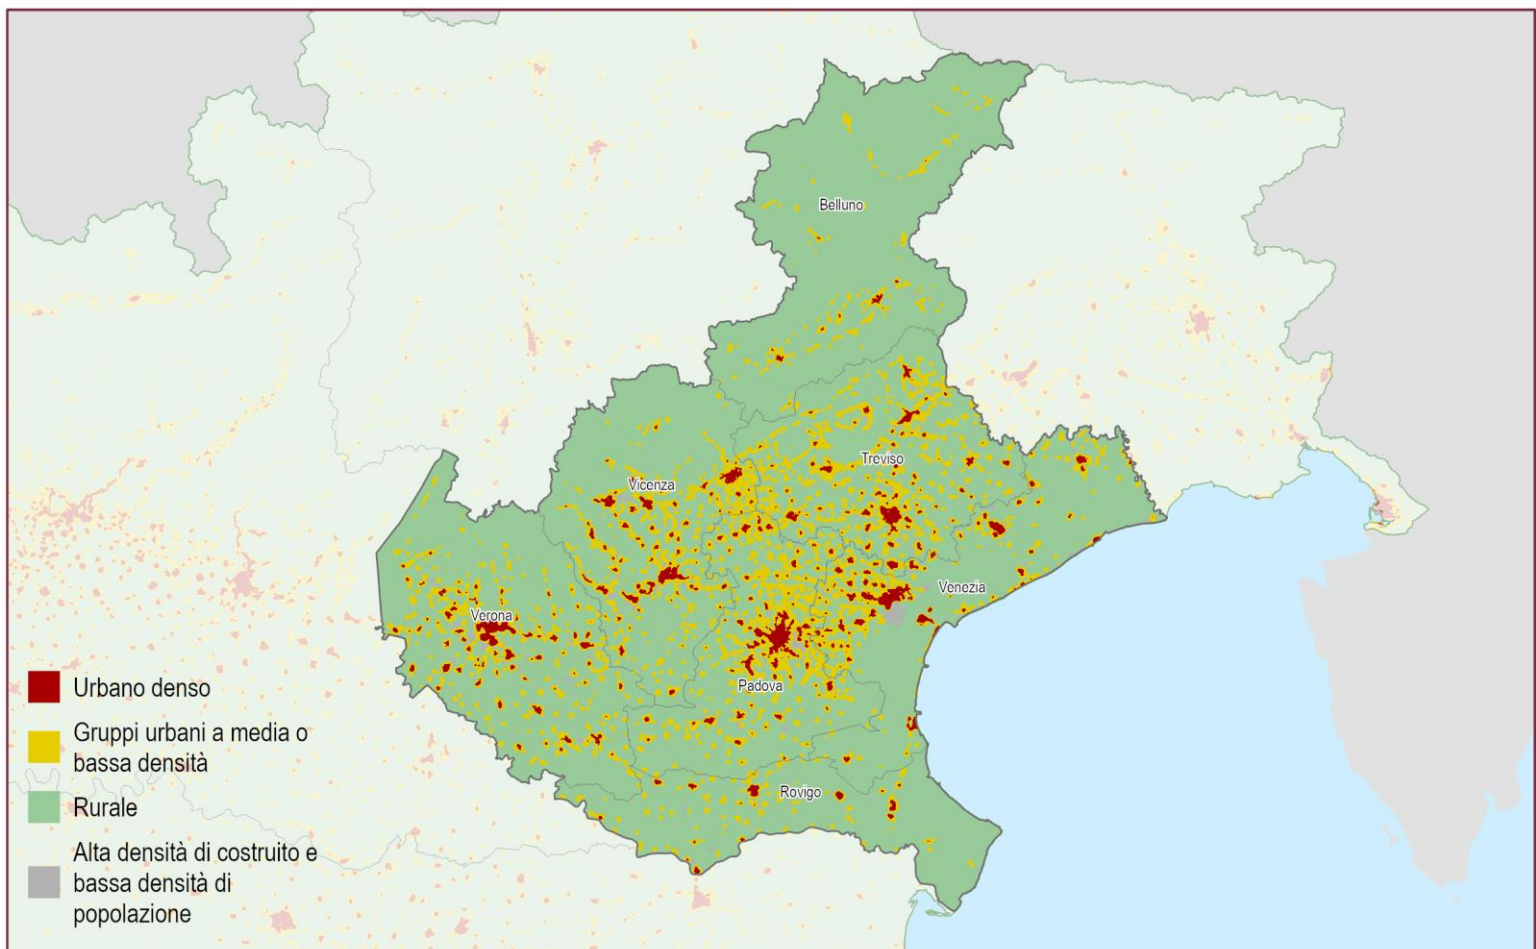 Belluno
Treviso
Vicenza
Venezia
Verona
Padova
Rovigo
Urbano denso
Gruppi urbani a media o
bassa densità
Rurale
Alta densità di costruito e
bassa densità di
popolazione